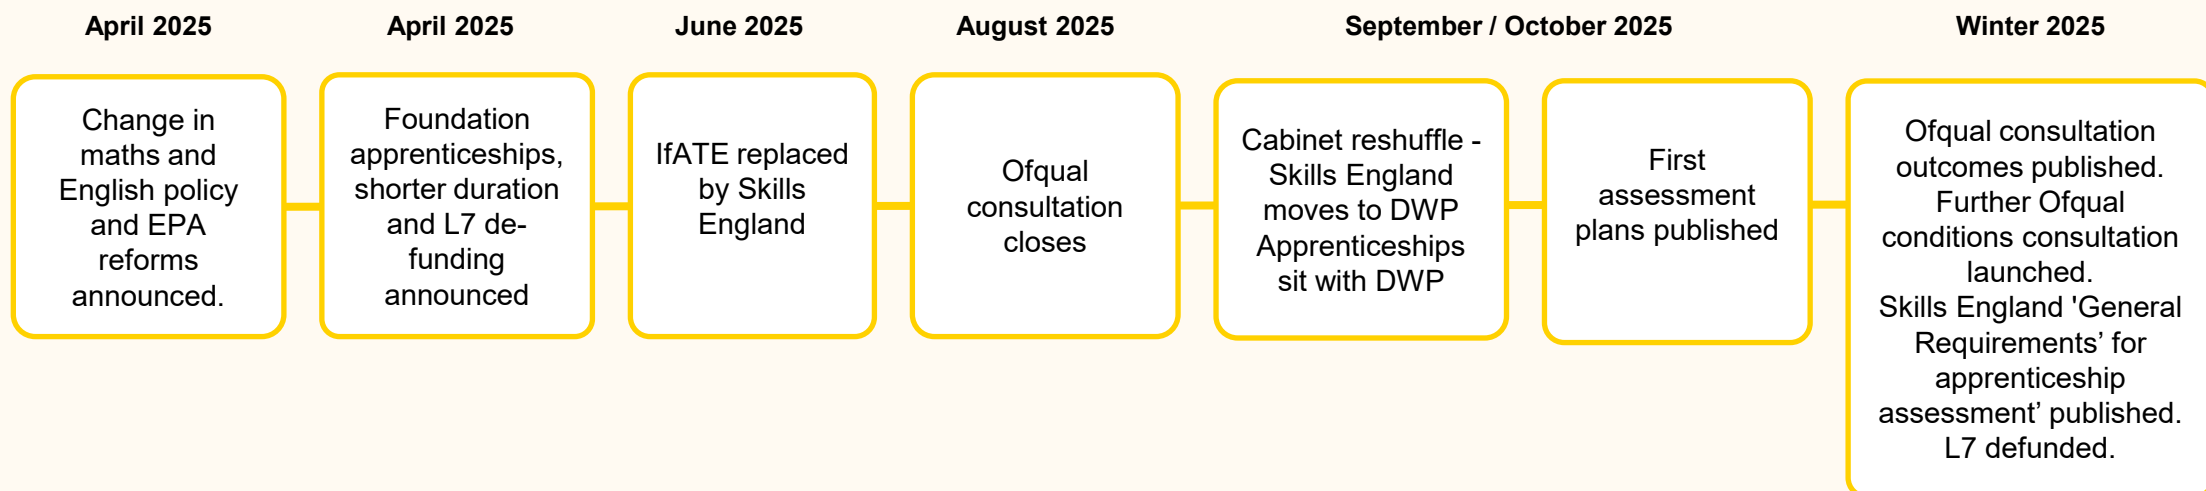 April 2025
April 2025
June 2025
August 2025
September / October 2025
Winter 2025
Change in
maths and
English policy
and EPA
reforms
announced.
Foundation
apprenticeships,
shorter duration
and L7 de-
funding
announced
IfATE replaced
by Skills
England
Ofqual
consultation
closes
Cabinet reshuffle -
Skills England
moves to DWP
Apprenticeships
sit with DWP
First
assessment
plans published
Ofqual consultation
outcomes published.
Further Ofqual
conditions consultation
launched.
Skills England 'General
Requirements’ for
apprenticeship
assessment’ published.
L7 defunded.